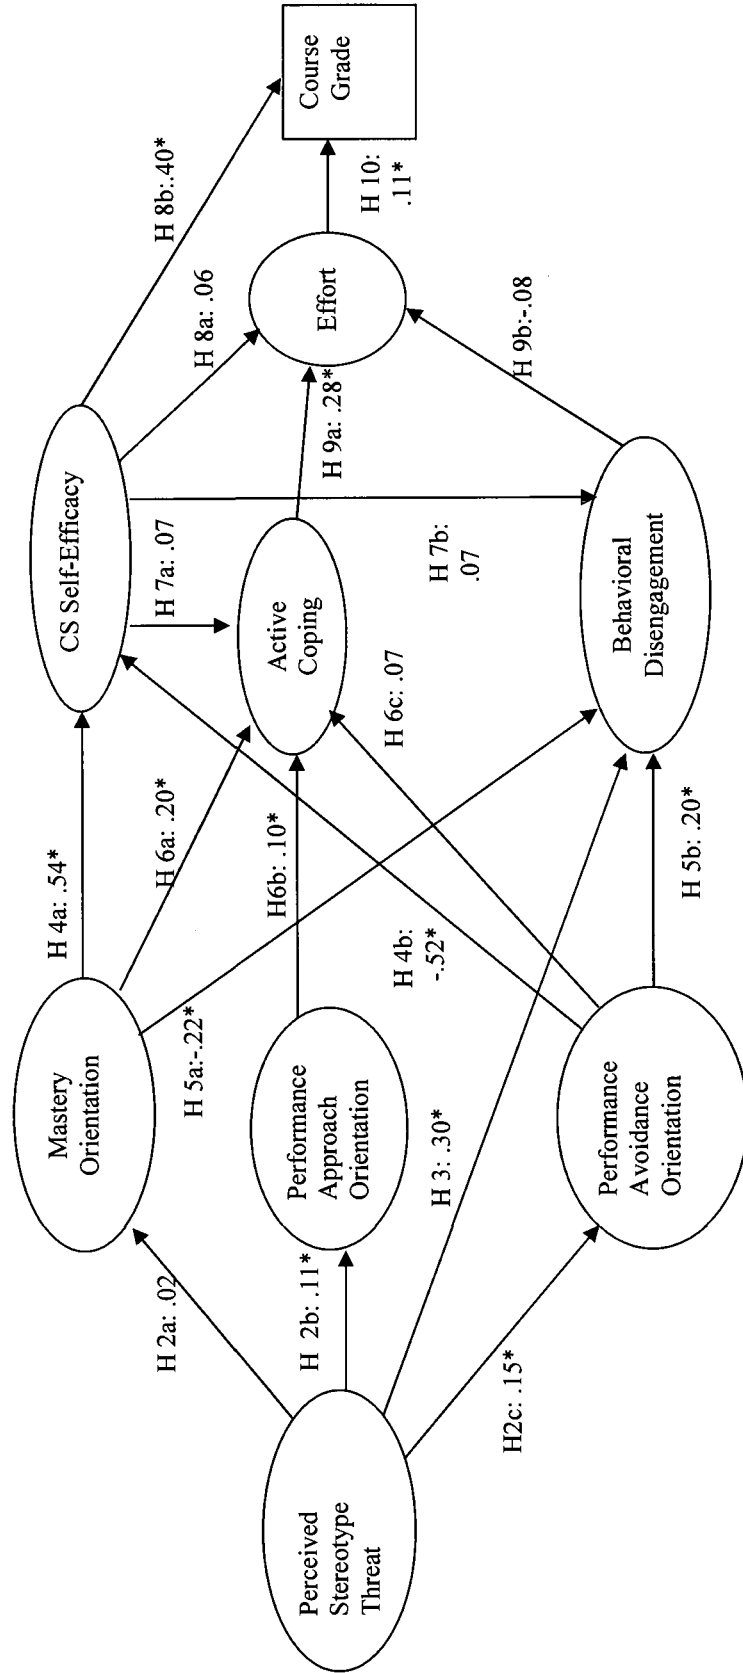 Perceived
Stereotype
Threat
H 2a: .02
H 2b: .11*
H 3: .30*
H2c: .15*
Mastery
Orientation
Performance
Approach
Orientation
Performance
Avoidance
Orientation
H 4a: .54*
H 6a: .20*
H 5a:-.22*
H6b: .10*
H 4b:
-.52*
H 6c: .07
H 5b: .20*
CS Self-Efficacy
H 7a: .07
Active
Coping
H 7b:
.07
Behavioral
Disengagement
H 8b:.40*
H 8a: .06
H 9a: .28*
H 9b:-.08
Effort
H 10:
.11*
Course
Grade